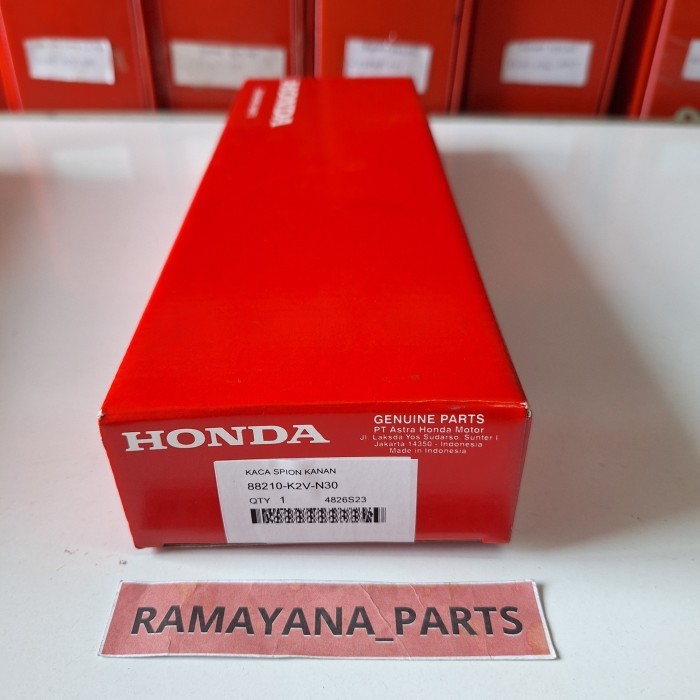 HONDA
HONDA
GENUINE PARTS
PT Astra Honda Motor
Jl. Laksda Yos Sudarso, Sunter I
Jakarta 14350 - Indonesia
Made in Indonesia
KACA SPION KANAN
88210-K2V-N30
QTY 1 4826S23
RAMAYANA_PARTS